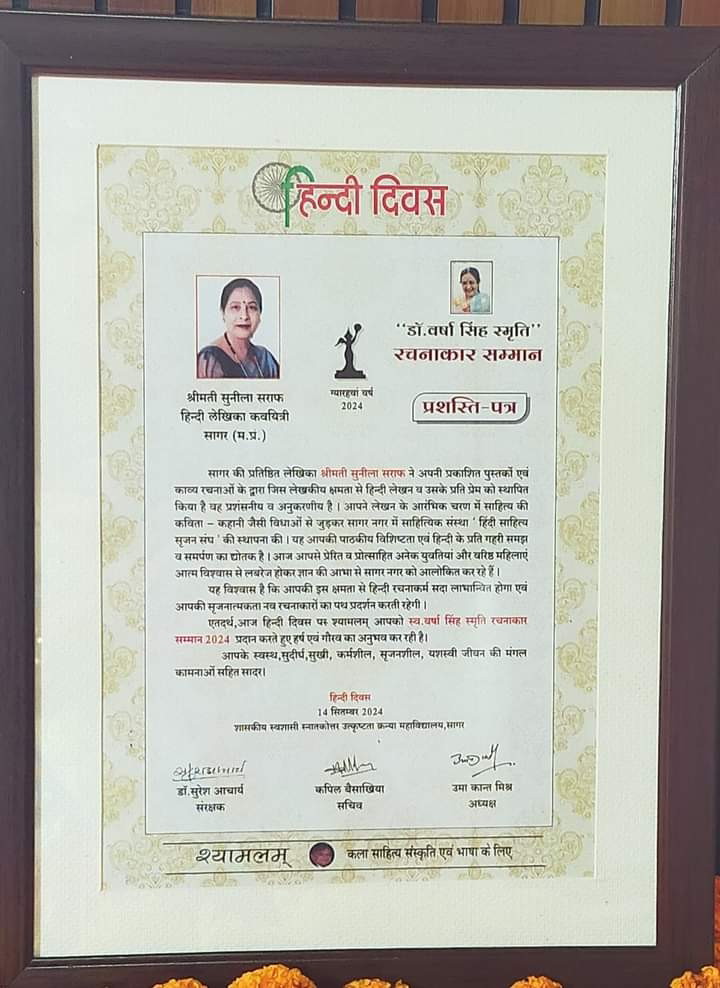 हिन्दी दिवस
श्रीमती सुनीला सराफ
हिन्दी लेखिका कवयित्री
सागर (म.प्र.)
ग्यारहवां वर्ष
2024
"डॉ.वर्षा सिंह स्मृति"
रचनाकार सम्मान
प्रशस्ति-पत्र
सागर की प्रतिष्ठित लेखिका श्रीमती सुनीला सराफ ने अपनी प्रकाशित पुस्तकों एवं
काव्य रचनाओं के द्वारा जिस लेखकीय क्षमता से हिन्दी लेखन व उसके प्रति प्रेम को स्थापित
किया है वह प्रशंसनीय व अनुकरणीय है । आपने लेखन के आरंभिक चरण में साहित्य की
कविता – कहानी जैसी विधाओं से जुड़कर सागर नगर में साहित्यिक संस्था ' हिंदी साहित्य
सृजन संघ ' की स्थापना की । यह आपकी पाठकीय विशिष्टता एवं हिन्दी के प्रति गहरी समझ
व समर्पण का द्योतक है । आज आपसे प्रेरित व प्रोत्साहित अनेक युवतियां और वरिष्ठ महिलाएं
आत्म विश्वास से लबरेज होकर ज्ञान की आभा से सागर नगर को आलोकित कर रहे हैं ।
यह विश्वास है कि आपकी इस क्षमता से हिन्दी रचनाकर्म सदा लाभान्वित होगा एवं
आपकी सृजनात्मकता नव रचनाकारों का पथ प्रदर्शन करती रहेगी ।
एतदर्थ,आज हिन्दी दिवस पर श्यामलम् आपको स्व.वर्षा सिंह स्मृति रचनाकार
सम्मान 2024 प्रदान करते हुए हर्ष एवं गौरव का अनुभव कर रही है।
आपके स्वस्थ,सुदीर्घ,सुखी, कर्मशील, सृजनशील, यशस्वी जीवन की मंगल
कामनाओं सहित सादर।
हिन्दी दिवस
14 सितम्बर 2024
शासकीय स्वशासी स्नातकोत्तर उत्कृष्टता कन्या महाविद्यालय,सागर
डॉ.सुरेश आचार्य
संरक्षक
कपिल बैसाखिया
सचिव
उमा कान्त मिश्र
अध्यक्ष
श्यामलम् कला साहित्य संस्कृति एवं भाषा के लिए